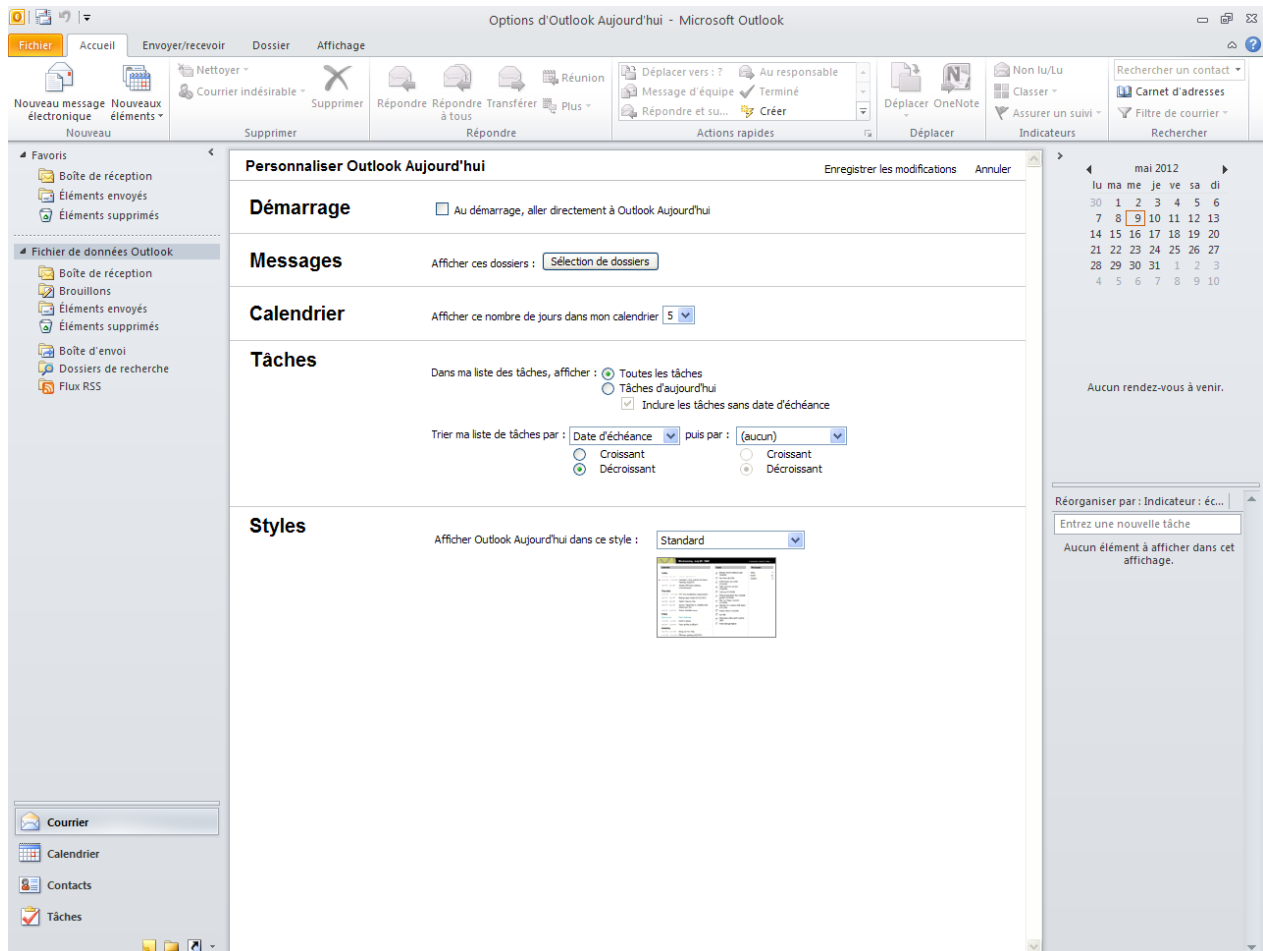 Options d'Outlook Aujourd'hui - Microsoft Outlook
Fichier Accueil Envoyer/recevoir Dossier Affichage
Nouveau message électronique
Nouveaux éléments
Nouveau
Nettoyer
Courrier indésirable
Supprimer
Supprimer
Répondre
Répondre à tous
Transférer
Réunion
Plus
Répondre
Déplacer vers : ?
Message d'équipe
Répondre et su...
Au responsable
Terminé
Créer
Actions rapides
Déplacer
OneNote
Déplacer
Non lu/Lu
Classer
Assurer un suivi
Indicateurs
Rechercher un contact
Carnet d'adresses
Filtre de courrier
Rechercher
Favoris
Boîte de réception
Éléments envoyés
Éléments supprimés
Fichier de données Outlook
Boîte de réception
Brouillons
Éléments envoyés
Éléments supprimés
Boîte d'envoi
Dossiers de recherche
Flux RSS
Courrier
Calendrier
Contacts
Tâches
Personnaliser Outlook Aujourd'hui Enregistrer les modifications Annuler
Démarrage
Au démarrage, aller directement à Outlook Aujourd'hui
Messages
Afficher ces dossiers : Sélection de dossiers
Calendrier
Afficher ce nombre de jours dans mon calendrier 5
Tâches
Dans ma liste des tâches, afficher : Toutes les tâches
Tâches d'aujourd'hui
Inclure les tâches sans date d'échéance
Trier ma liste de tâches par : Date d'échéance puis par : (aucun)
Croissant Croissant
Décroissant Décroissant
Styles
Afficher Outlook Aujourd'hui dans ce style : Standard
mai 2012
lu ma me je ve sa di
30 1 2 3 4 5 6
7 8 9 10 11 12 13
14 15 16 17 18 19 20
21 22 23 24 25 26 27
28 29 30 31 1 2 3
4 5 6 7 8 9 10
Aucun rendez-vous à venir.
Réorganiser par : Indicateur : éc...
Entrez une nouvelle tâche
Aucun élément à afficher dans cet
affichage.